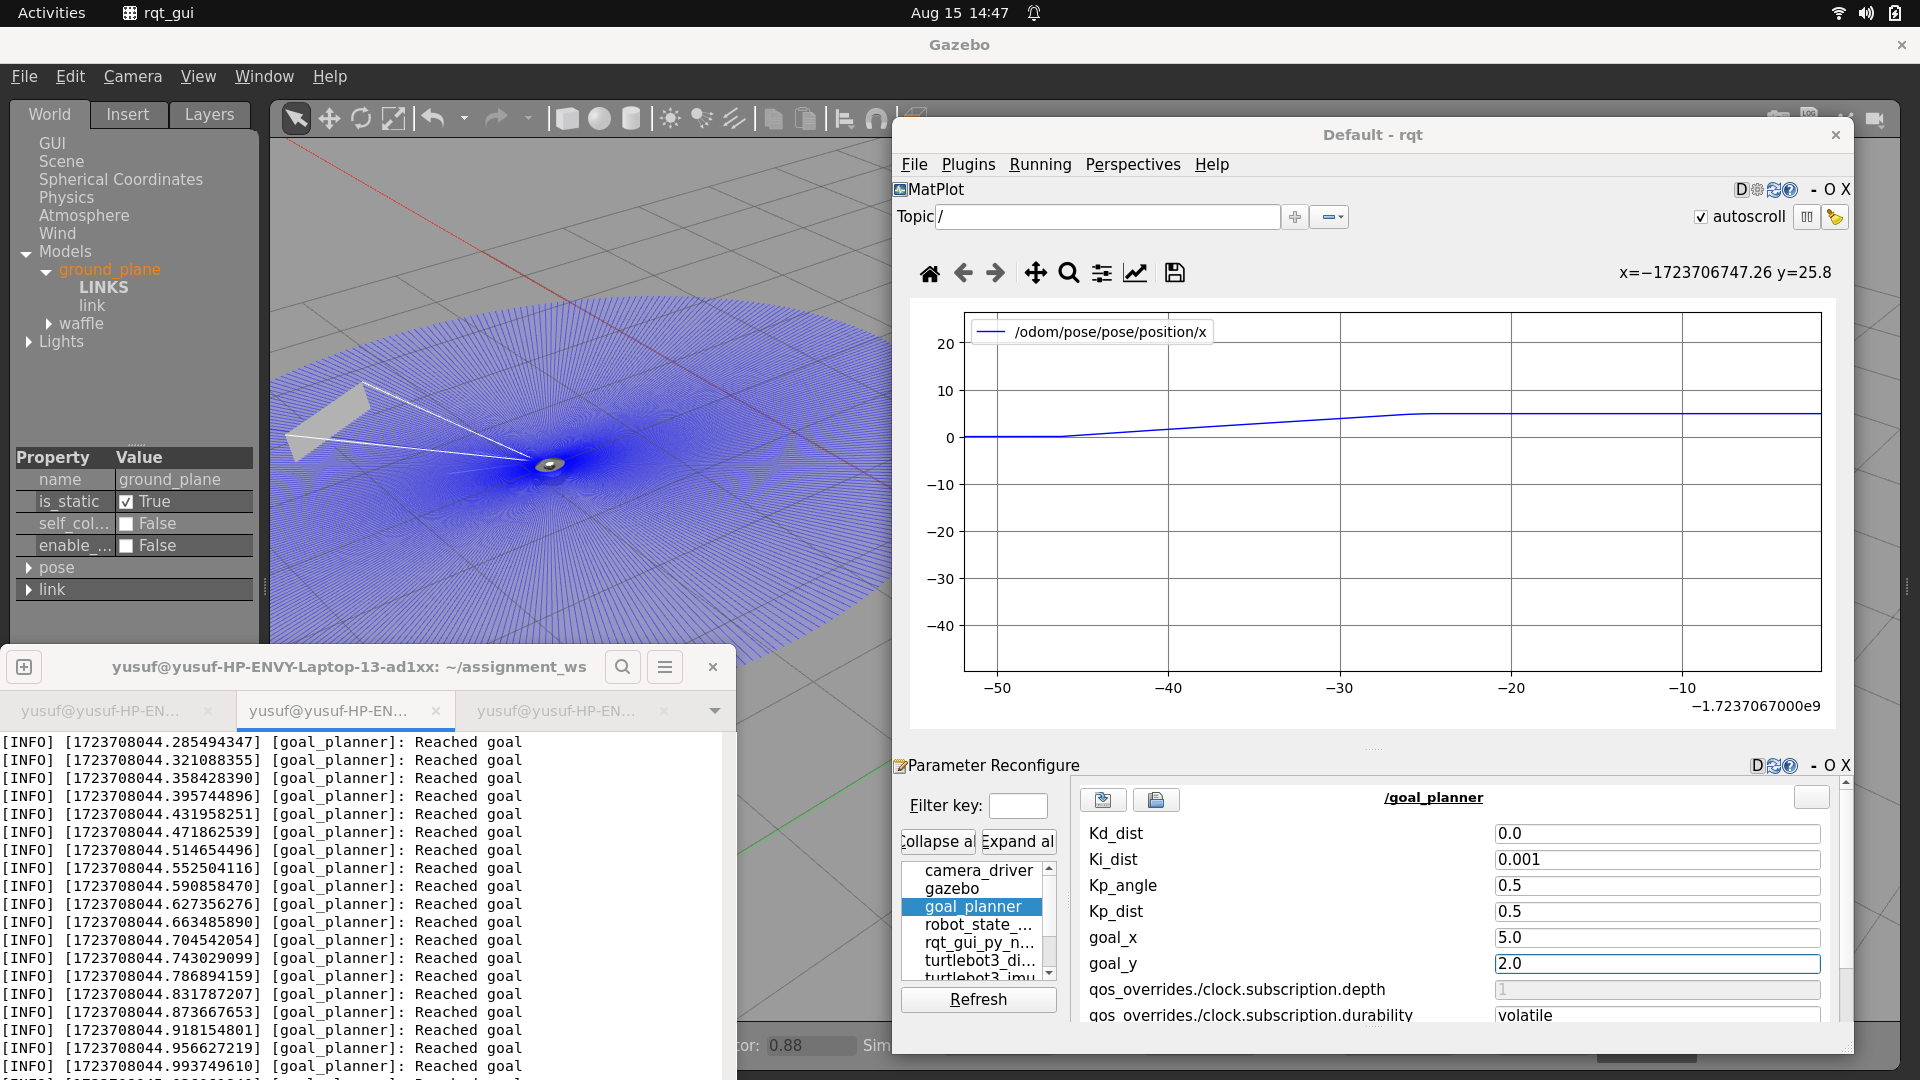 Activities rqt_gui Aug 15 14:47
Gazebo
File Edit Camera View Window Help
World Insert Layers
GUI
Scene
Spherical Coordinates
Physics
Atmosphere
Wind
Models
ground_plane
LINKS
link
waffle
Lights
Property Value
name ground_plane
is_static True
self_col... False
enable_... False
pose
link
Default - rqt
File Plugins Running Perspectives Help
MatPlot D - O X
Topic / autoscroll
x=−1723706747.26 y=25.8
/odom/pose/pose/position/x
20
10
0
−10
−20
−30
−40
−50 −40 −30 −20 −10
−1.7237067000e9
Parameter Reconfigure D - O X
Filter key:
Collapse al Expand al
camera_driver
gazebo
goal_planner
robot_state_...
rqt_gui_py_n...
turtlebot3_di...
turtlebot3_imu
Refresh
/goal_planner
Kd_dist 0.0
Ki_dist 0.001
Kp_angle 0.5
Kp_dist 0.5
goal_x 5.0
goal_y 2.0
qos_overrides./clock.subscription.depth 1
qos_overrides./clock.subscription.durability volatile
yusuf@yusuf-HP-ENVY-Laptop-13-ad1xx: ~/assignment_ws
yusuf@yusuf-HP-EN... yusuf@yusuf-HP-EN... yusuf@yusuf-HP-EN...
[INFO] [1723708044.285494347] [goal_planner]: Reached goal
[INFO] [1723708044.321088355] [goal_planner]: Reached goal
[INFO] [1723708044.358428390] [goal_planner]: Reached goal
[INFO] [1723708044.395744896] [goal_planner]: Reached goal
[INFO] [1723708044.431958251] [goal_planner]: Reached goal
[INFO] [1723708044.471862539] [goal_planner]: Reached goal
[INFO] [1723708044.514654496] [goal_planner]: Reached goal
[INFO] [1723708044.552504116] [goal_planner]: Reached goal
[INFO] [1723708044.590858470] [goal_planner]: Reached goal
[INFO] [1723708044.627356276] [goal_planner]: Reached goal
[INFO] [1723708044.663485890] [goal_planner]: Reached goal
[INFO] [1723708044.704542054] [goal_planner]: Reached goal
[INFO] [1723708044.743029099] [goal_planner]: Reached goal
[INFO] [1723708044.786894159] [goal_planner]: Reached goal
[INFO] [1723708044.831787207] [goal_planner]: Reached goal
[INFO] [1723708044.873667653] [goal_planner]: Reached goal
[INFO] [1723708044.918154801] [goal_planner]: Reached goal
[INFO] [1723708044.956627219] [goal_planner]: Reached goal
[INFO] [1723708044.993749610] [goal_planner]: Reached goal
tor: 0.88 Sim